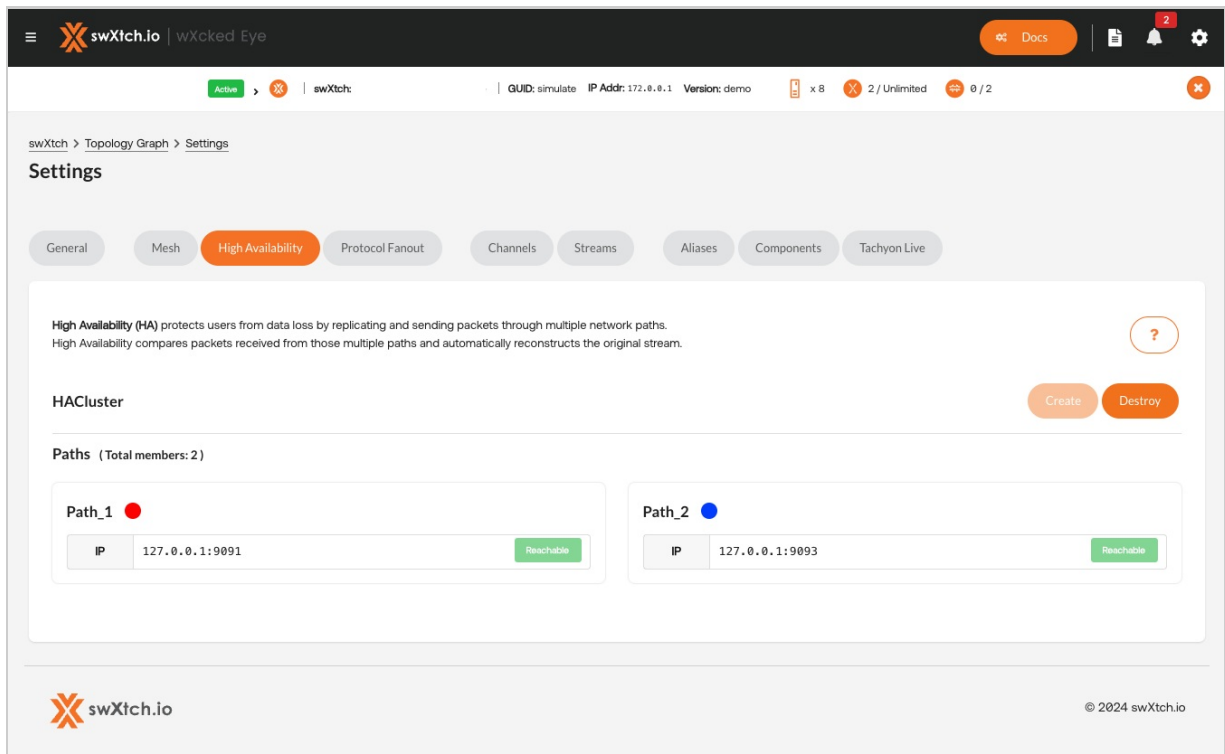 swXtch.io | wXcked Eye Docs 2
Active > | swXtch: | GUID: simulate IP Addr: 172.0.0.1 Version: demo x 8 2 / Unlimited 0 / 2
swXtch > Topology Graph > Settings
Settings
General Mesh High Availability Protocol Fanout Channels Streams Aliases Components Tachyon Live
High Availability (HA) protects users from data loss by replicating and sending packets through multiple network paths.
High Availability compares packets received from those multiple paths and automatically reconstructs the original stream.
?
HACluster Create Destroy
Paths (Total members: 2)
Path_1 Path_2
IP 127.0.0.1:9091 Reachable IP 127.0.0.1:9093 Reachable
swXtch.io © 2024 swXtch.io